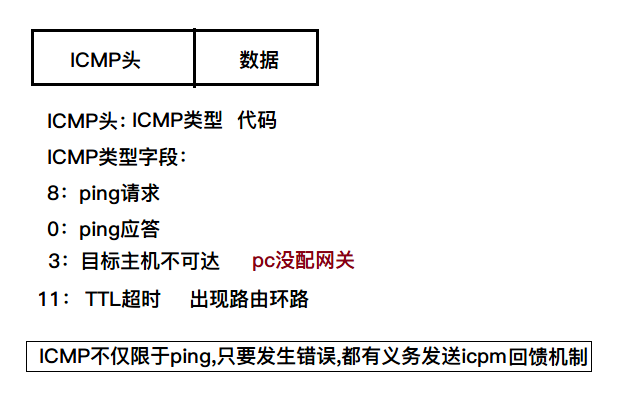 ICMP头 数据
ICMP头: ICMP类型 代码
ICMP类型字段：
8：ping请求
0：ping应答
3：目标主机不可达 pc没配网关
11： TTL超时 出现路由环路
ICMP不仅限于ping,只要发生错误,都有义务发送icpm回馈机制